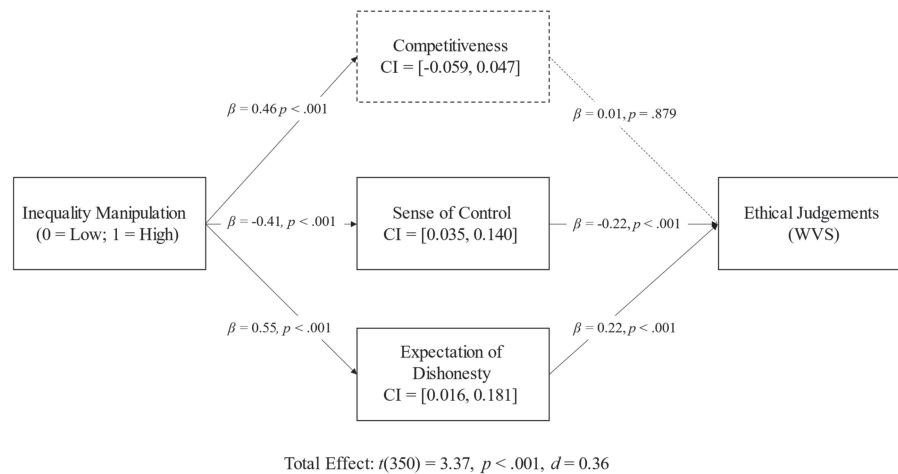 Competitiveness
CI = [-0.059, 0.047]
β = 0.46 p < .001
β = 0.01, p = .879
Inequality Manipulation
(0 = Low; 1 = High)
β = -0.41, p < .001
Sense of Control
CI = [0.035, 0.140]
β = -0.22, p < .001
Ethical Judgements
(WVS)
β = 0.55, p < .001
β = 0.22, p < .001
Expectation of
Dishonesty
CI = [0.016, 0.181]
Total Effect: t(350) = 3.37, p < .001, d = 0.36